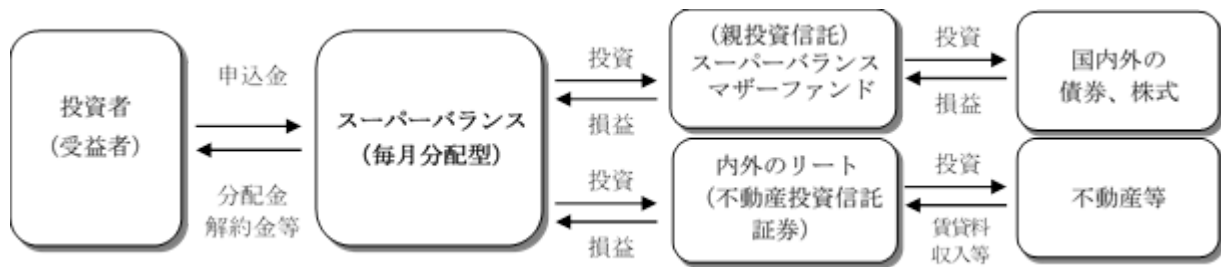 投資者
(受益者)
申込金
分配金
解約金等
スーパーバランス
(毎月分配型)
投資
損益
投資
損益
(親投資信託)
スーパーバランス
マザーファンド
内外のリート
(不動産投資信託
証券)
投資
損益
投資
賃貸料
収入等
国内外の
債券、株式
不動産等